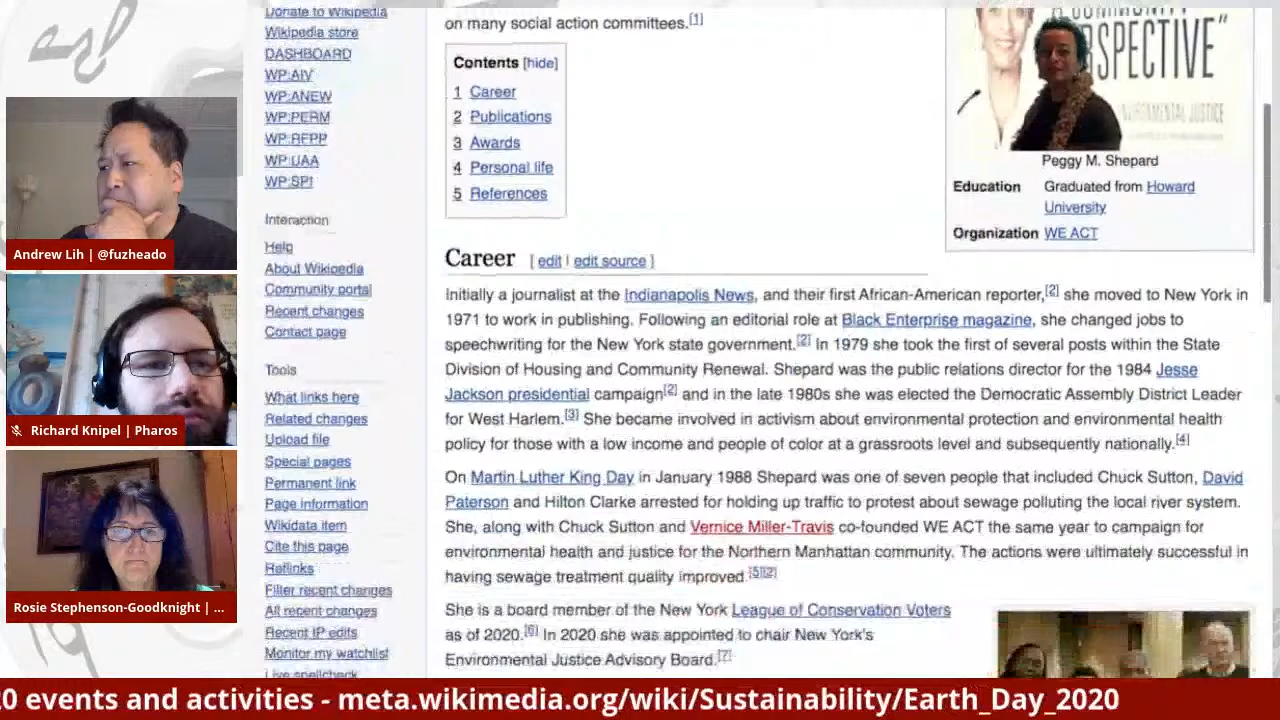 on many social action committees.[1]
Donate to Wikipedia
Wikipedia store
DASHBOARD
WP:AIV
WP:ANEW
WP:PERM
WP:RFPP
WP:UAA
WP:SPI
Interaction
Help
About Wikipedia
Community portal
Recent changes
Contact page
Tools
What links here
Related changes
Upload file
Special pages
Permanent link
Page information
Wikidata item
Cite this page
Reflinks
Filter recent changes
All recent changes
Recent IP edits
Monitor my watchlist
Live spellcheck
Contents [hide]
1 Career
2 Publications
3 Awards
4 Personal life
5 References
"A COMMUNITY
PERSPECTIVE"
ENVIRONMENTAL JUSTICE
Peggy M. Shepard
Education Graduated from Howard
University
Organization WE ACT
Career [ edit | edit source ]
Initially a journalist at the Indianapolis News, and their first African-American reporter,[2] she moved to New York in
1971 to work in publishing. Following an editorial role at Black Enterprise magazine, she changed jobs to
speechwriting for the New York state government.[2] In 1979 she took the first of several posts within the State
Division of Housing and Community Renewal. Shepard was the public relations director for the 1984 Jesse
Jackson presidential campaign[2] and in the late 1980s she was elected the Democratic Assembly District Leader
for West Harlem.[3] She became involved in activism about environmental protection and environmental health
policy for those with a low income and people of color at a grassroots level and subsequently nationally.[4]
On Martin Luther King Day in January 1988 Shepard was one of seven people that included Chuck Sutton, David
Paterson and Hilton Clarke arrested for holding up traffic to protest about sewage polluting the local river system.
She, along with Chuck Sutton and Vernice Miller-Travis co-founded WE ACT the same year to campaign for
environmental health and justice for the Northern Manhattan community. The actions were ultimately successful in
having sewage treatment quality improved.[5][2]
She is a board member of the New York League of Conservation Voters
as of 2020.[6] In 2020 she was appointed to chair New York's
Environmental Justice Advisory Board.[7]
Andrew Lih | @fuzheado
Richard Knipel | Pharos
Rosie Stephenson-Goodknight | ...
20 events and activities - meta.wikimedia.org/wiki/Sustainability/Earth_Day_2020